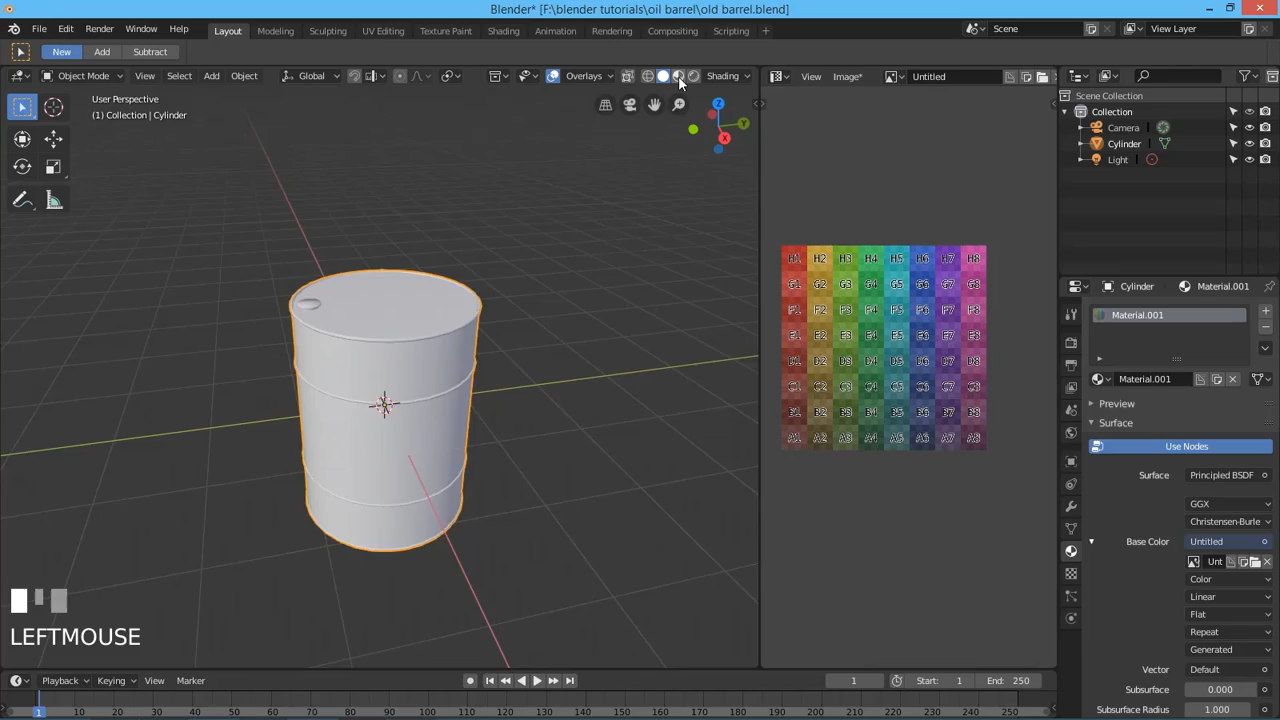 Blender* [F:\blender tutorials\oil barrel\old barrel.blend]
File Edit Render Window Help Layout Modeling Sculpting UV Editing Texture Paint Shading Animation Rendering Compositing Scripting + Scene View Layer
New Add Subtract
Object Mode View Select Add Object Global Overlays Shading View Image* Untitled
User Perspective
(1) Collection | Cylinder
Z
Y
X
Scene Collection
Collection
Camera
Cylinder
Light
H1 H2 H3 H4 H5 H6 H7 H8
G1 G2 G3 G4 G5 G6 G7 G8
F1 F2 F3 F4 F5 F6 F7 F8
E1 E2 E3 E4 E5 E6 E7 E8
D1 D2 D3 D4 D5 D6 D7 D8
C1 C2 C3 C4 C5 C6 C7 C8
B1 B2 B3 B4 B5 B6 B7 B8
A1 A2 A3 A4 A5 A6 A7 A8
Cylinder Material.001
Material.001
Material.001
Preview
Surface
Use Nodes
Surface Principled BSDF
GGX
Christensen-Burle
Base Color Untitled
Unt
Color
Linear
Flat
Repeat
Generated
Vector Default
Subsurface 0.000
Subsurface Radius 1.000
LEFTMOUSE
Playback Keying View Marker 1 Start: 1 End: 250
1 10 20 30 40 50 60 70 80 90 100 110 120 130 140 150 160 170 180 190 200 210 220 230 240 250